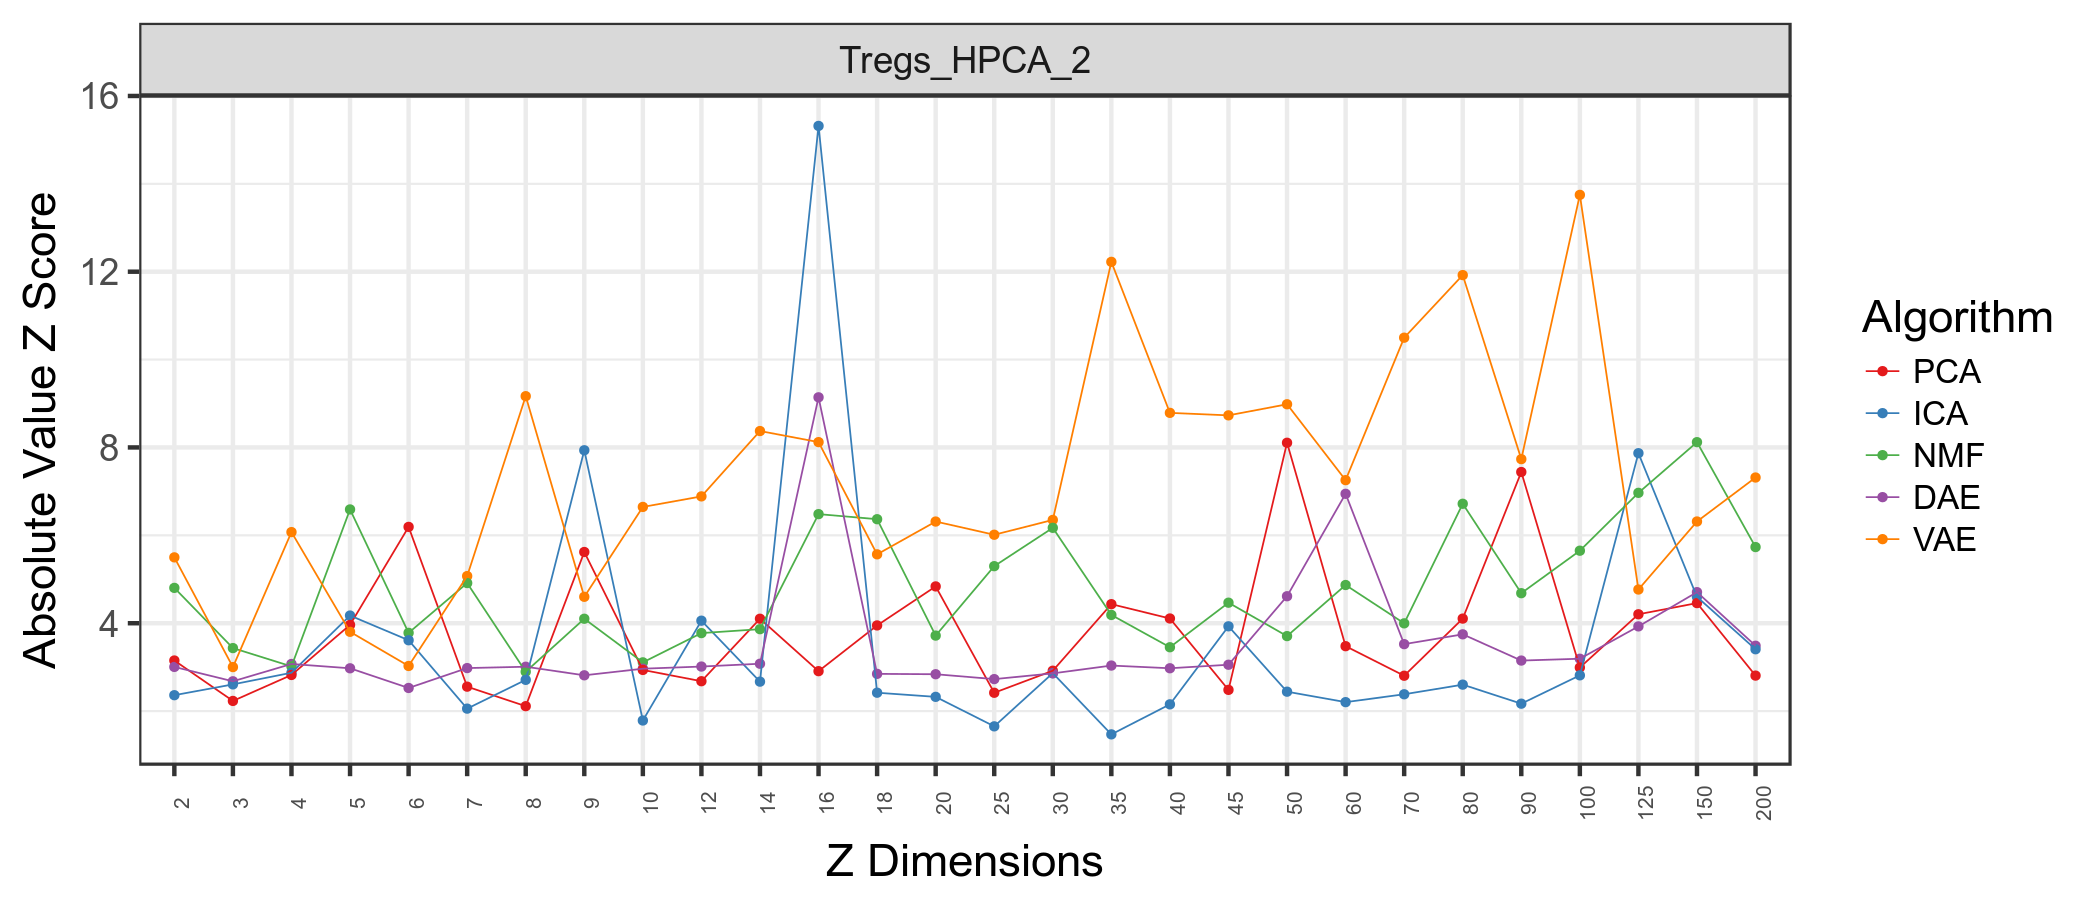 Tregs_HPCA_2
16
12
8
4
Absolute Value Z Score
2 3 4 5 6 7 8 9 10 12 14 16 18 20 25 30 35 40 45 50 60 70 80 90 100 125 150 200
Z Dimensions
Algorithm
PCA
ICA
NMF
DAE
VAE